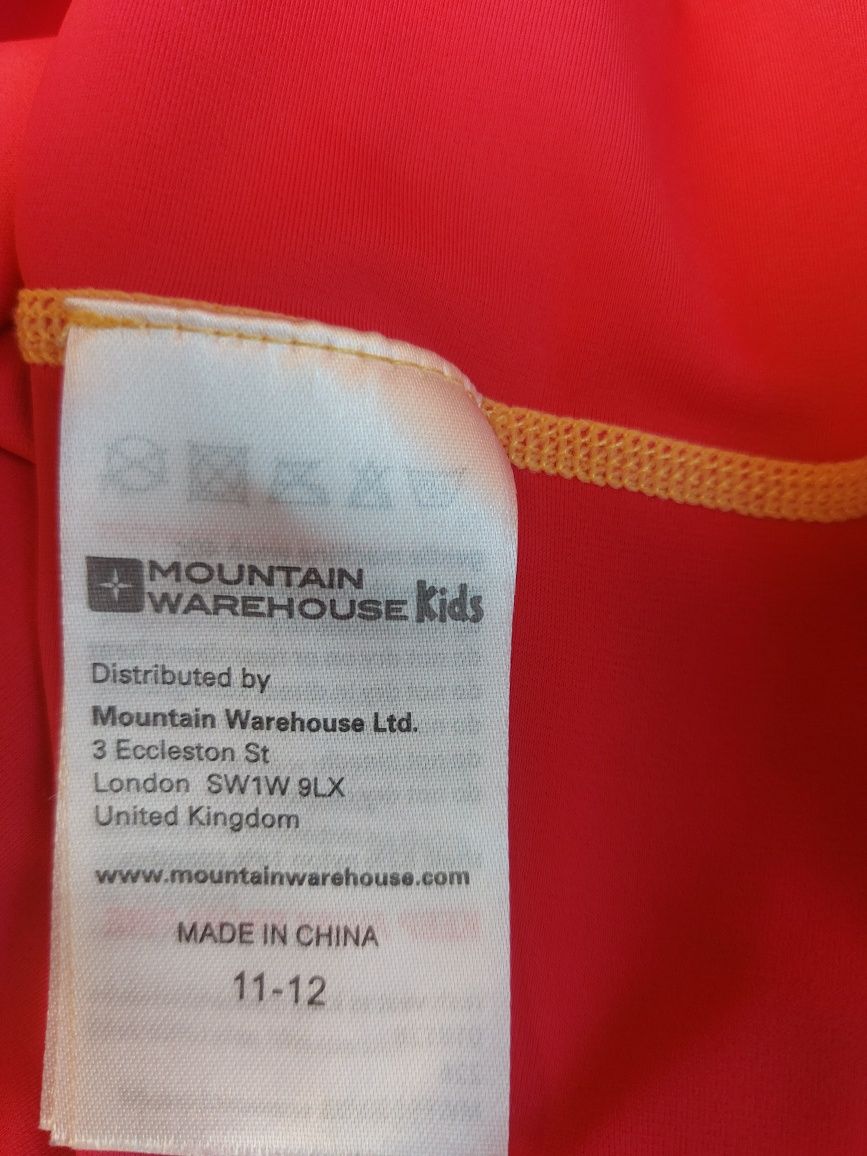 MOUNTAIN
WAREHOUSE Kids
Distributed by
Mountain Warehouse Ltd.
3 Eccleston St
London SW1W 9LX
United Kingdom
www.mountainwarehouse.com
MADE IN CHINA
11-12